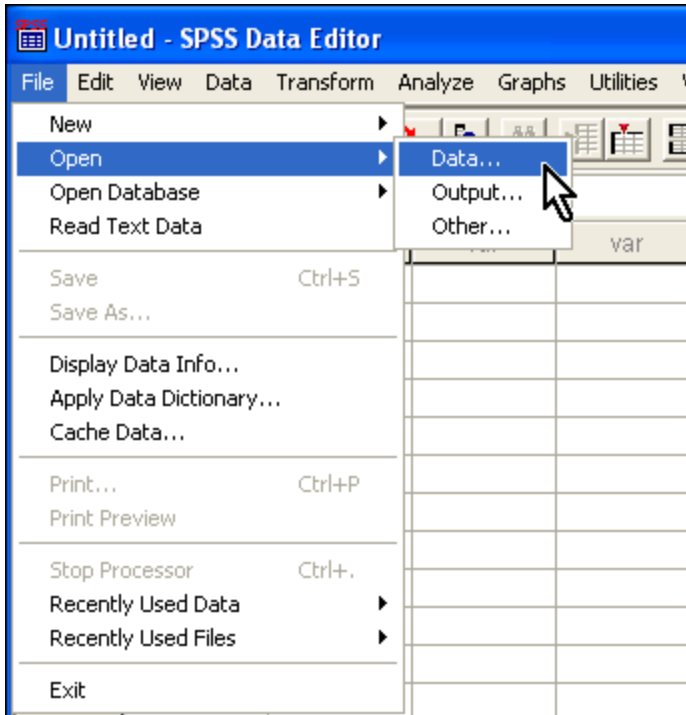 SPSS
Untitled - SPSS Data Editor
File Edit View Data Transform Analyze Graphs Utilities
New
Open
Data...
Open Database
Output...
Read Text Data
Other...
var
Save Ctrl+S
Save As...
Display Data Info...
Apply Data Dictionary...
Cache Data...
Print... Ctrl+P
Print Preview
Stop Processor Ctrl+.
Recently Used Data
Recently Used Files
Exit